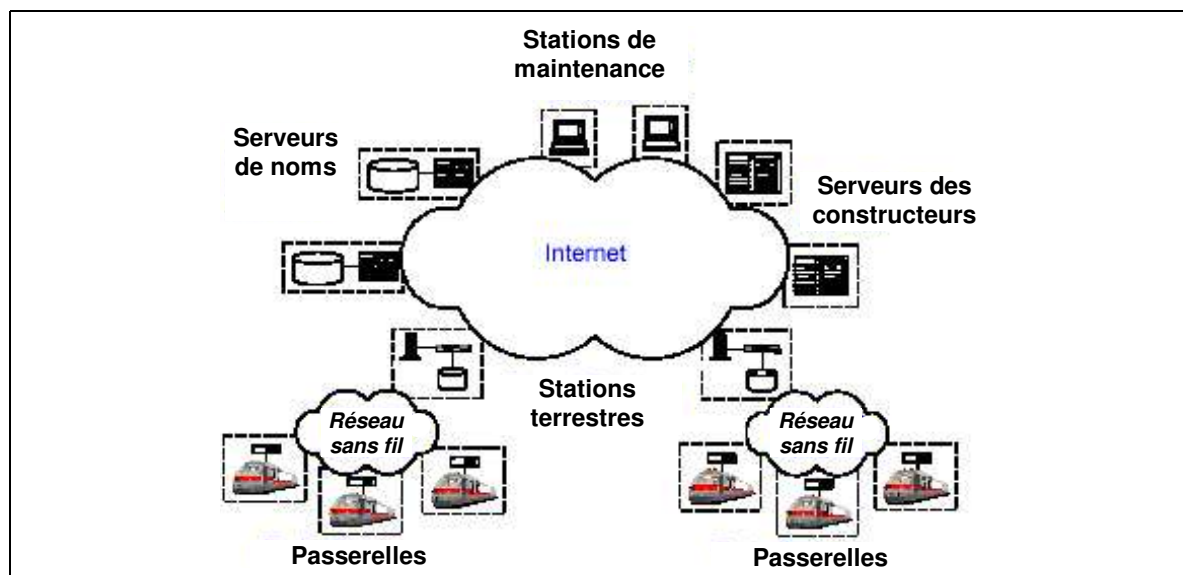 Stations de
maintenance
Serveurs
de noms
Serveurs des
constructeurs
Internet
Stations
terrestres
Réseau
sans fil
Réseau
sans fil
Passerelles
Passerelles